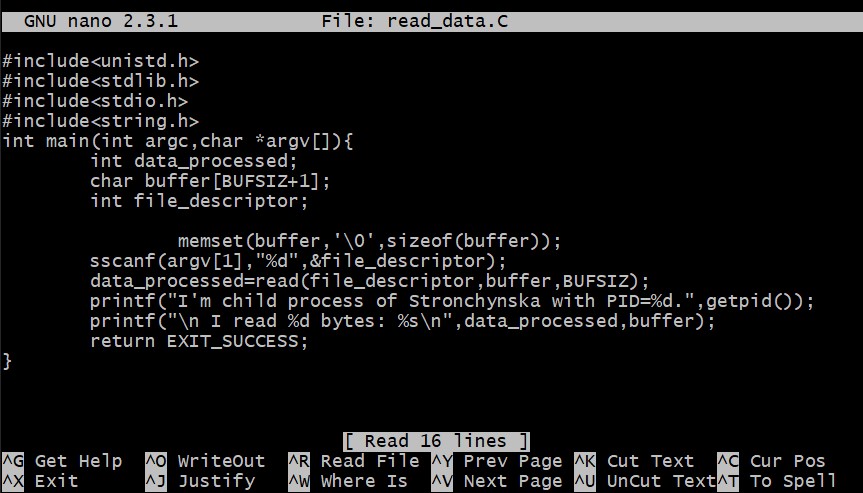 GNU nano 2.3.1 File: read_data.C
#include<unistd.h>
#include<stdlib.h>
#include<stdio.h>
#include<string.h>
int main(int argc,char *argv[]){
int data_processed;
char buffer[BUFSIZ+1];
int file_descriptor;
memset(buffer,'\0',sizeof(buffer));
sscanf(argv[1],"%d",&file_descriptor);
data_processed=read(file_descriptor,buffer,BUFSIZ);
printf("I'm child process of Stronchynska with PID=%d.",getpid());
printf("\n I read %d bytes: %s\n",data_processed,buffer);
return EXIT_SUCCESS;
}
[ Read 16 lines ]
^G Get Help ^O WriteOut ^R Read File ^Y Prev Page ^K Cut Text ^C Cur Pos
^X Exit ^J Justify ^W Where Is ^V Next Page ^U UnCut Text ^T To Spell